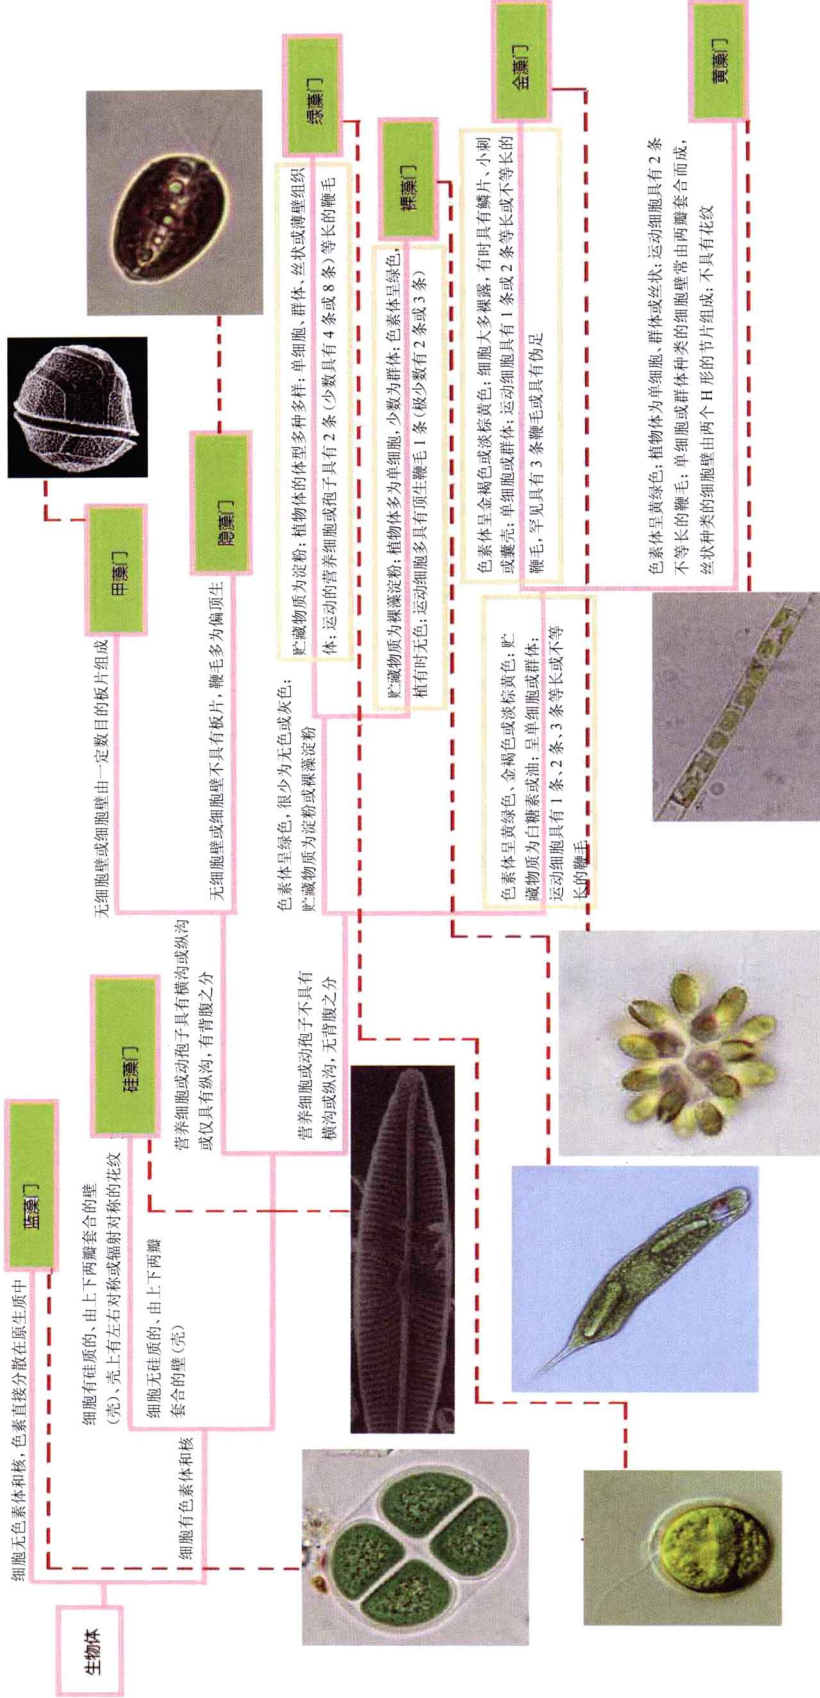 生物体
细胞无色素体和核,色素直接分散在原生质中
蓝藻门
细胞有色素体和核
细胞有硅质的、由上下两瓣套合的壁
(壳)、壳上有左右对称或辐射对称的花纹
硅藻门
细胞无硅质的、由上下两瓣
套合的壁(壳)
营养细胞或动孢子具有横沟或纵沟
或仅具有纵沟,有背腹之分
无细胞壁或细胞壁由一定数目的板片组成
甲藻门
无细胞壁或细胞壁不具有板片,鞭毛多为偏顶生
隐藻门
营养细胞或动孢子不具有
横沟或纵沟,无背腹之分
色素体呈绿色,很少为无色或灰色;
贮藏物质为淀粉或裸藻淀粉
贮藏物质为淀粉;植物体的体型多种多样;单细胞、群体、丝状或薄壁组织
体;运动的营养细胞或孢子具有2条(少数具有4条或8条)等长的鞭毛
绿藻门
贮藏物质为裸藻淀粉;植物体多为单细胞,少数为群体;色素体呈绿色,
植有时无色;运动细胞多具有顶生鞭毛1条(极少数有2条或3条)
裸藻门
色素体呈黄绿色、金褐色或淡棕黄色;贮
藏物质为白糖素或油;呈单细胞或群体;
运动细胞具有1条、2条、3条等长或不等
长的鞭毛
色素体呈金褐色或淡棕黄色;细胞大多裸露,有时具有鳞片、小刺
或囊壳;单细胞或群体;运动细胞具有1条或2条等长或不等长的
鞭毛,罕见具有3条鞭毛或具有伪足
金藻门
色素体呈黄绿色;植物体为单细胞、群体或丝状;运动细胞具有2条
不等长的鞭毛;单细胞或群体种类的细胞壁常由两瓣套合而成,
丝状种类的细胞壁由两个H形的节片组成;不具有花纹
黄藻门